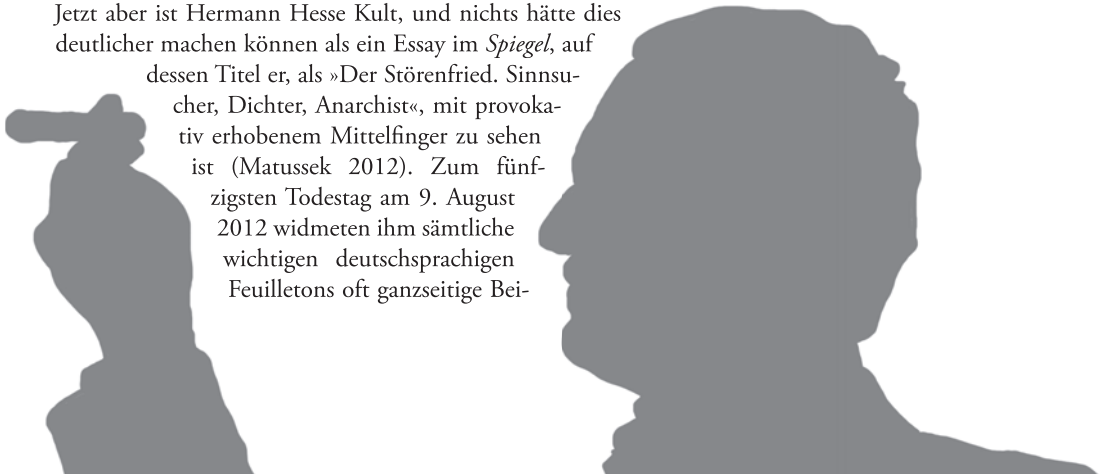 Jetzt aber ist Hermann Hesse Kult, und nichts hätte dies
deutlicher machen können als ein Essay im Spiegel, auf
dessen Titel er, als »Der Störenfried. Sinnsu-
cher, Dichter, Anarchist«, mit provoka-
tiv erhobenem Mittelfinger zu sehen
ist (Matussek 2012). Zum fünf-
zigsten Todestag am 9. August
2012 widmeten ihm sämtliche
wichtigen deutschsprachigen
Feuilletons oft ganzseitige Bei-